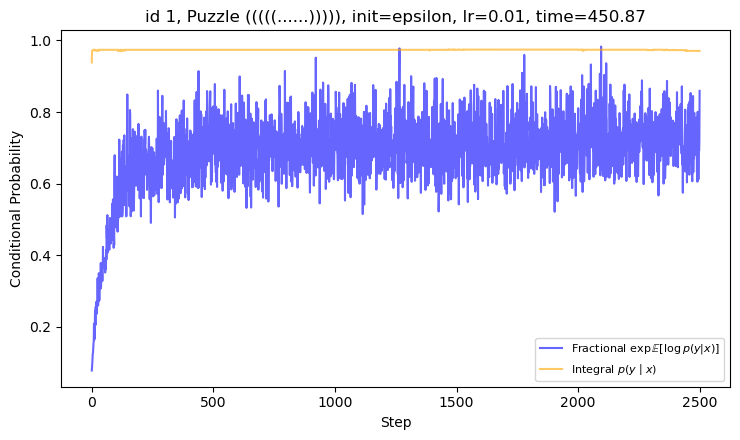 id 1, Puzzle (((((......))))), init=epsilon, lr=0.01, time=450.87
Conditional Probability
1.0
0.8
0.6
0.4
0.2
0
500
1000
1500
2000
2500
Step
Fractional exp𝔼[log p(y|x)]
Integral p(y | x)